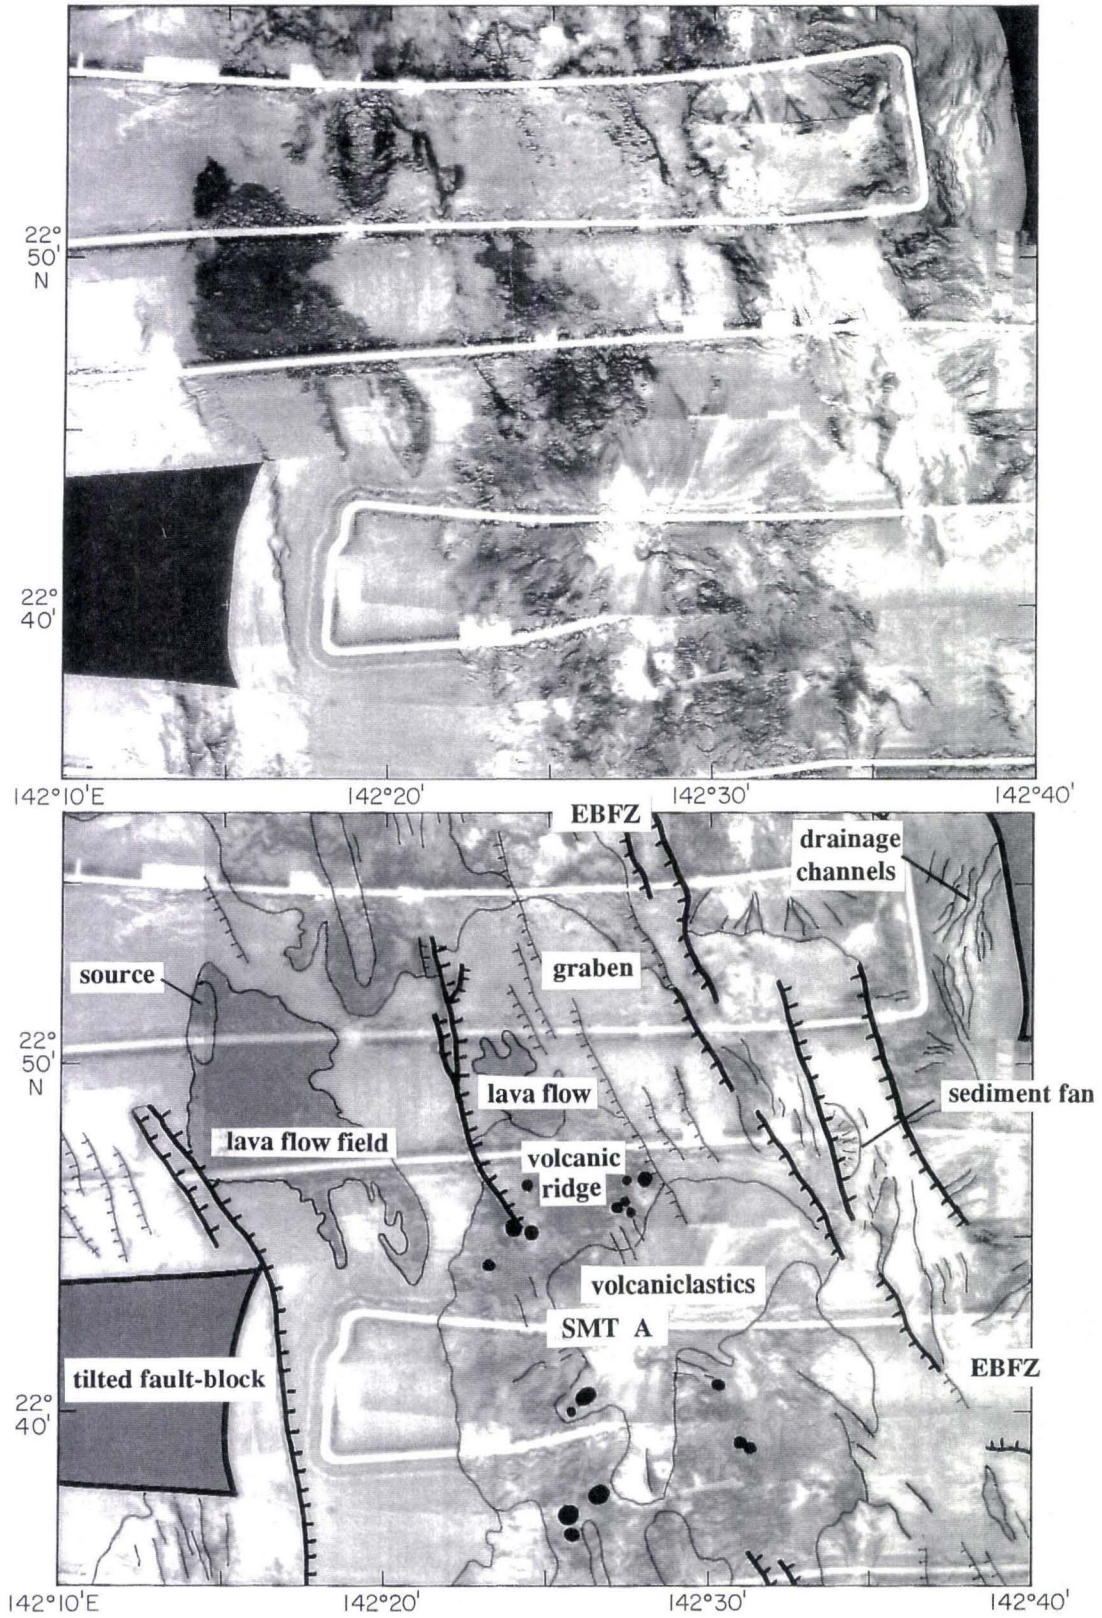 22°
50'
N
22°
40'
142°10'E
142°20'
142°30'
142°40'
EBFZ
drainage
channels
source
graben
22°
50'
N
lava flow
sediment fan
lava flow field
volcanic
ridge
volcaniclastics
SMT A
EBFZ
tilted fault-block
22°
40'
142°10'E
142°20'
142°30'
142°40'